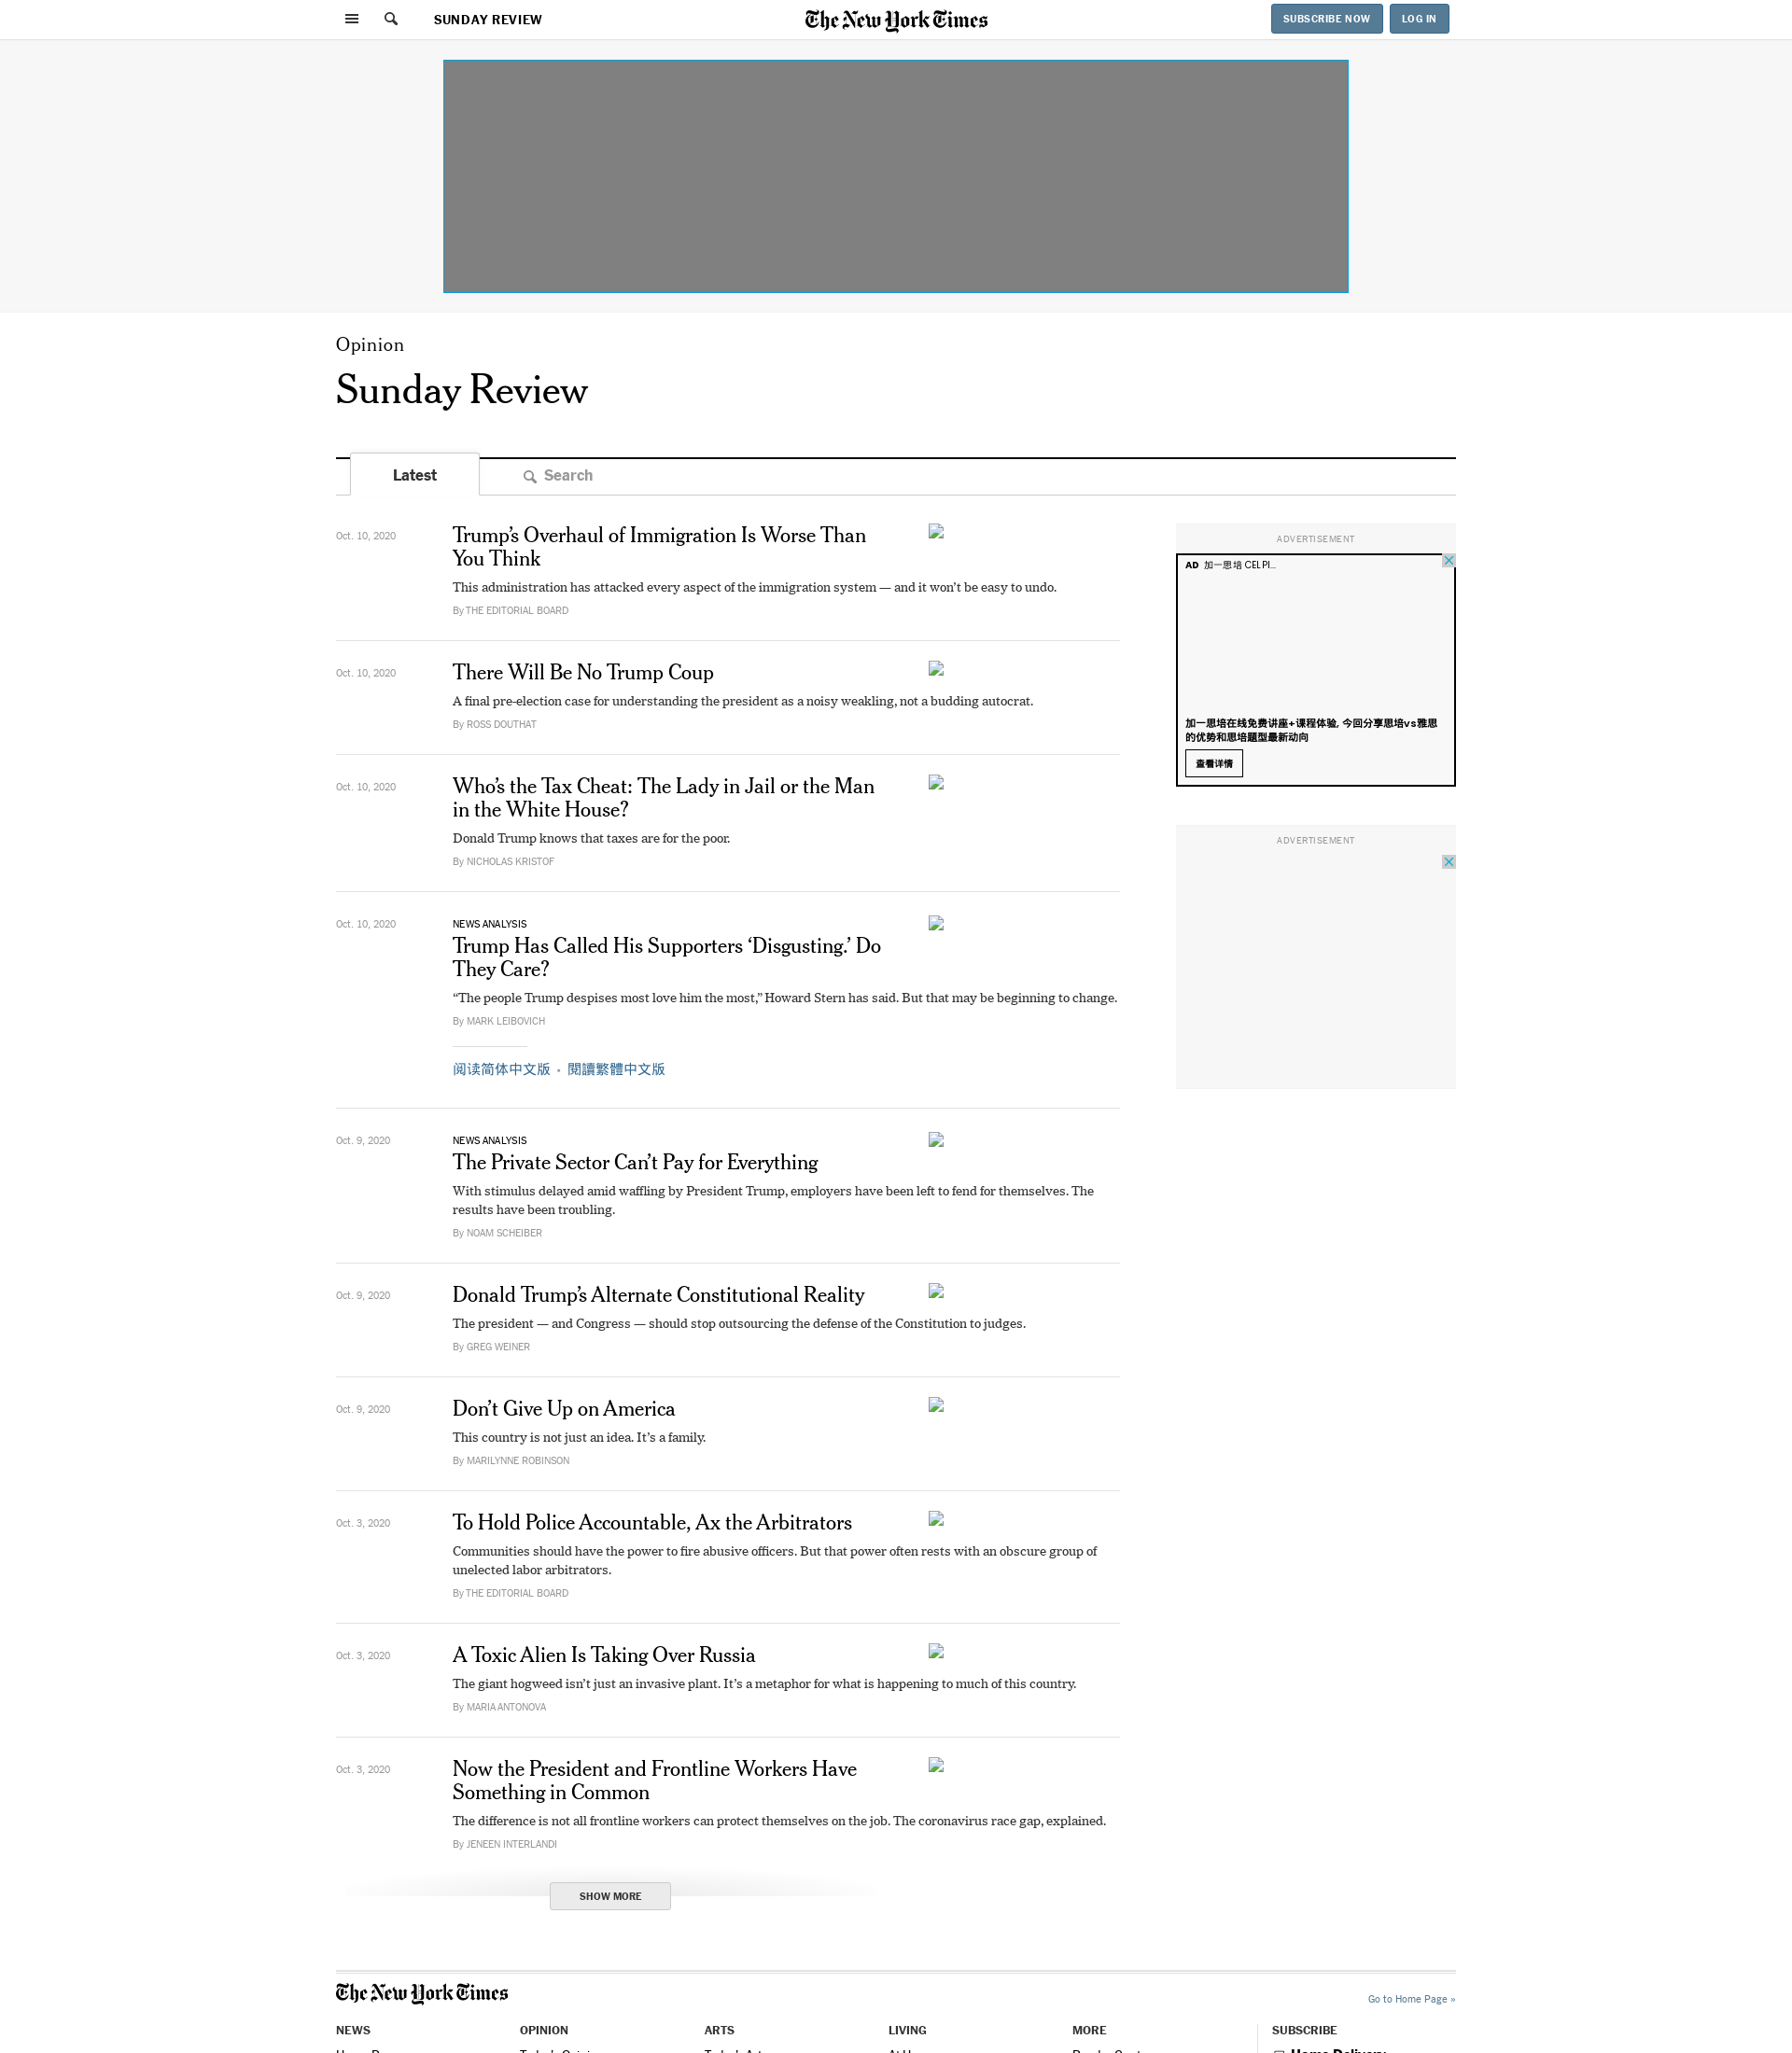 SUNDAY REVIEW
The New York Times
SUBSCRIBE NOW
LOG IN
Opinion
Sunday Review
Latest
Search
Oct. 10, 2020
Trump’s Overhaul of Immigration Is Worse Than
You Think
This administration has attacked every aspect of the immigration system — and it won’t be easy to undo.
By THE EDITORIAL BOARD
Oct. 10, 2020
There Will Be No Trump Coup
A final pre-election case for understanding the president as a noisy weakling, not a budding autocrat.
By ROSS DOUTHAT
Oct. 10, 2020
Who’s the Tax Cheat: The Lady in Jail or the Man
in the White House?
Donald Trump knows that taxes are for the poor.
By NICHOLAS KRISTOF
Oct. 10, 2020
NEWS ANALYSIS
Trump Has Called His Supporters ‘Disgusting.’ Do
They Care?
“The people Trump despises most love him the most,” Howard Stern has said. But that may be beginning to change.
By MARK LEIBOVICH
阅读简体中文版 • 閱讀繁體中文版
Oct. 9, 2020
NEWS ANALYSIS
The Private Sector Can’t Pay for Everything
With stimulus delayed amid waffling by President Trump, employers have been left to fend for themselves. The
results have been troubling.
By NOAM SCHEIBER
Oct. 9, 2020
Donald Trump’s Alternate Constitutional Reality
The president — and Congress — should stop outsourcing the defense of the Constitution to judges.
By GREG WEINER
Oct. 9, 2020
Don’t Give Up on America
This country is not just an idea. It’s a family.
By MARILYNNE ROBINSON
Oct. 3, 2020
To Hold Police Accountable, Ax the Arbitrators
Communities should have the power to fire abusive officers. But that power often rests with an obscure group of
unelected labor arbitrators.
By THE EDITORIAL BOARD
Oct. 3, 2020
A Toxic Alien Is Taking Over Russia
The giant hogweed isn’t just an invasive plant. It’s a metaphor for what is happening to much of this country.
By MARIA ANTONOVA
Oct. 3, 2020
Now the President and Frontline Workers Have
Something in Common
The difference is not all frontline workers can protect themselves on the job. The coronavirus race gap, explained.
By JENEEN INTERLANDI
SHOW MORE
ADVERTISEMENT
AD 加一思培 CELPI...
加一思培在线免费讲座+课程体验, 今回分享思培vs雅思
的优势和思培题型最新动向
查看详情
ADVERTISEMENT
The New York Times
Go to Home Page »
NEWS
OPINION
ARTS
LIVING
MORE
SUBSCRIBE
Home Delivery